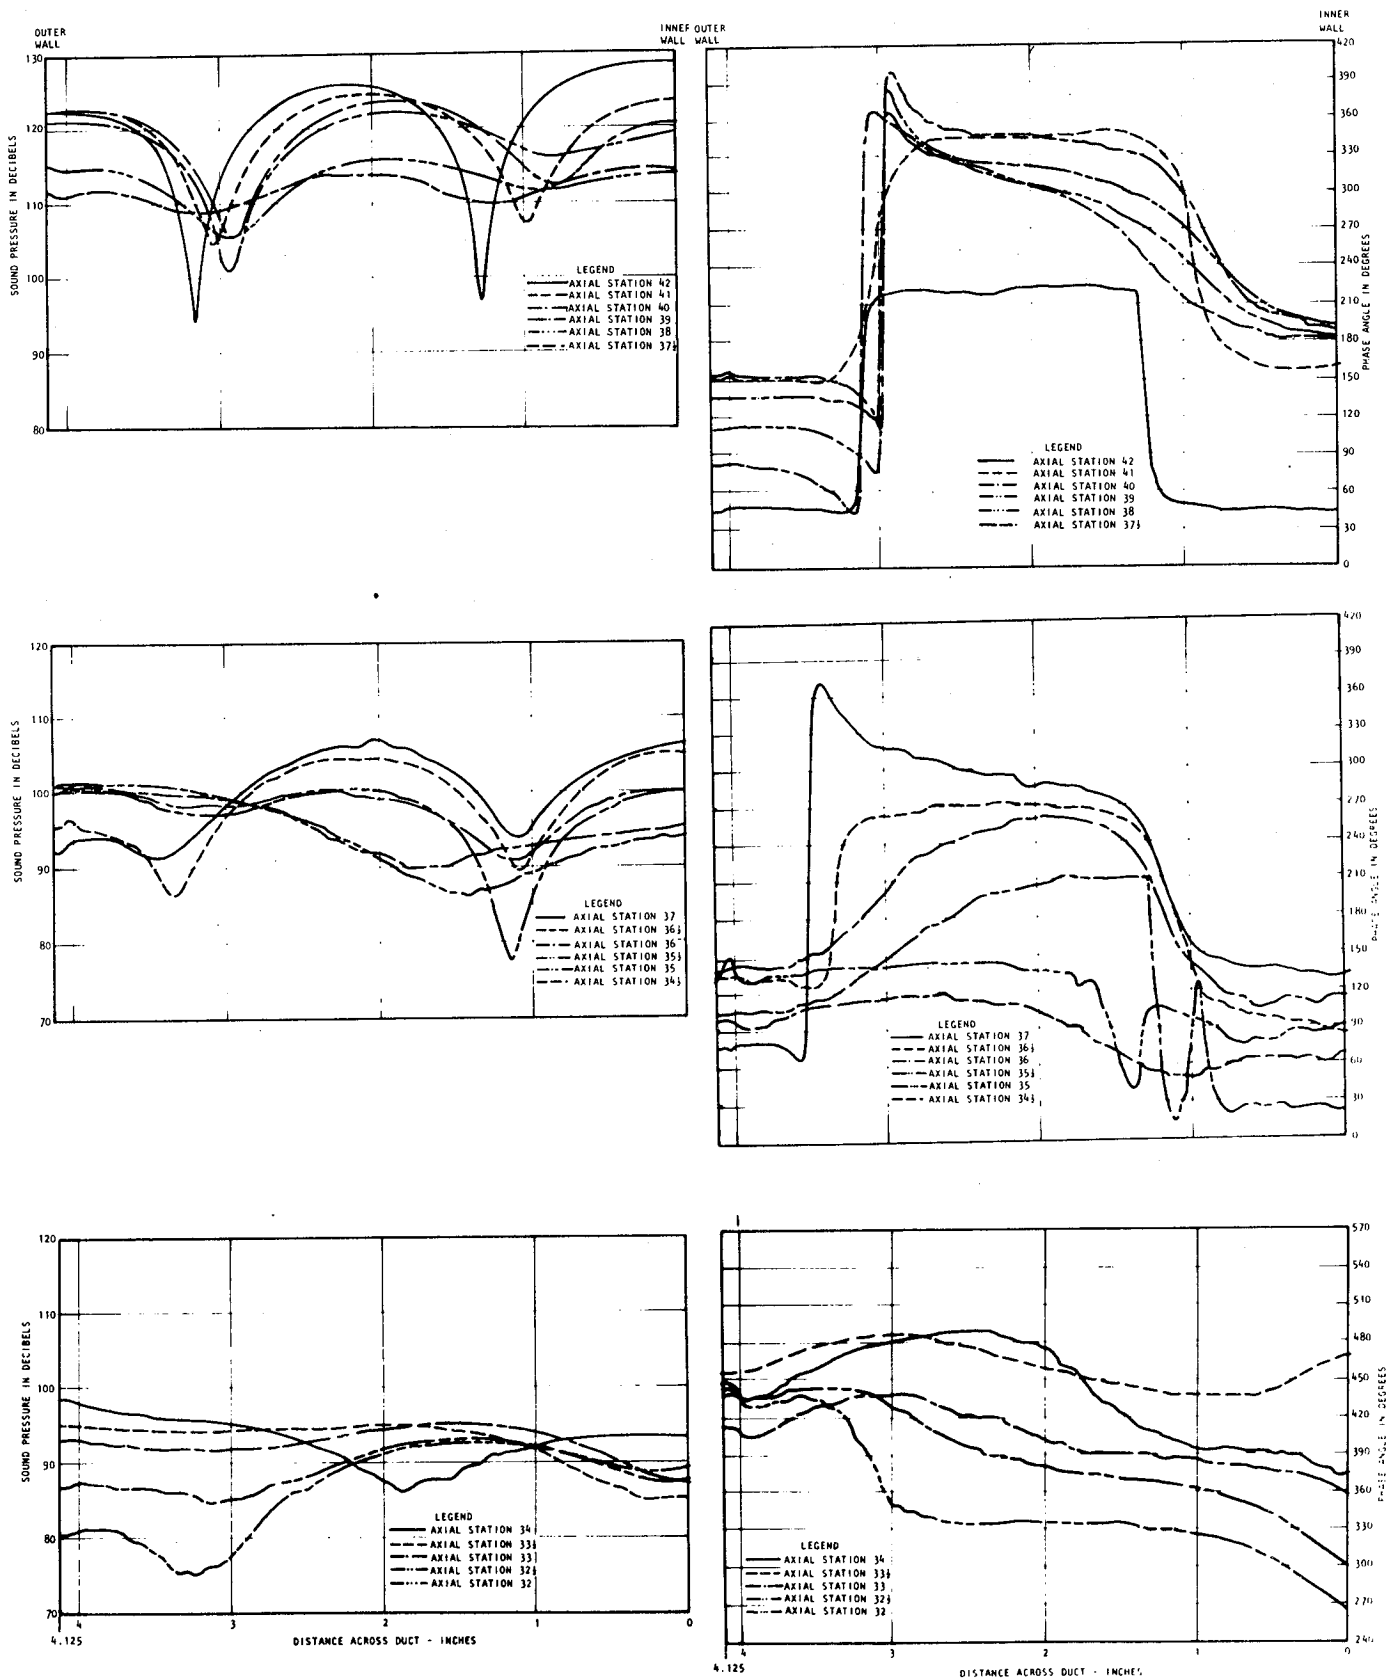 OUTER
WALL
INNER OUTER
WALL WALL
INNER
WALL
130
120
110
100
90
80
SOUND PRESSURE IN DECIBELS
LEGEND
AXIAL STATION 42
AXIAL STATION 41
AXIAL STATION 40
AXIAL STATION 39
AXIAL STATION 38
AXIAL STATION 37½
420
390
360
330
300
270
240
210
180
150
120
90
60
30
0
PHASE ANGLE IN DEGREES
LEGEND
AXIAL STATION 42
AXIAL STATION 41
AXIAL STATION 40
AXIAL STATION 39
AXIAL STATION 38
AXIAL STATION 37½
120
110
100
90
80
70
SOUND PRESSURE IN DECIBELS
LEGEND
AXIAL STATION 37
AXIAL STATION 36½
AXIAL STATION 36
AXIAL STATION 35½
AXIAL STATION 35
AXIAL STATION 34½
420
390
360
330
300
270
240
210
180
150
120
90
60
30
0
PHASE ANGLE IN DEGREES
LEGEND
AXIAL STATION 37
AXIAL STATION 36½
AXIAL STATION 36
AXIAL STATION 35½
AXIAL STATION 35
AXIAL STATION 34½
120
110
100
90
80
70
SOUND PRESSURE IN DECIBELS
LEGEND
AXIAL STATION 34
AXIAL STATION 33½
AXIAL STATION 33
AXIAL STATION 32½
AXIAL STATION 32
4 3 2 1 0
4.125
DISTANCE ACROSS DUCT - INCHES
570
540
510
480
450
420
390
360
330
300
270
240
PHASE ANGLE IN DEGREES
LEGEND
AXIAL STATION 34
AXIAL STATION 33½
AXIAL STATION 33
AXIAL STATION 32½
AXIAL STATION 32
4 3 2 1 0
4.125
DISTANCE ACROSS DUCT - INCHES